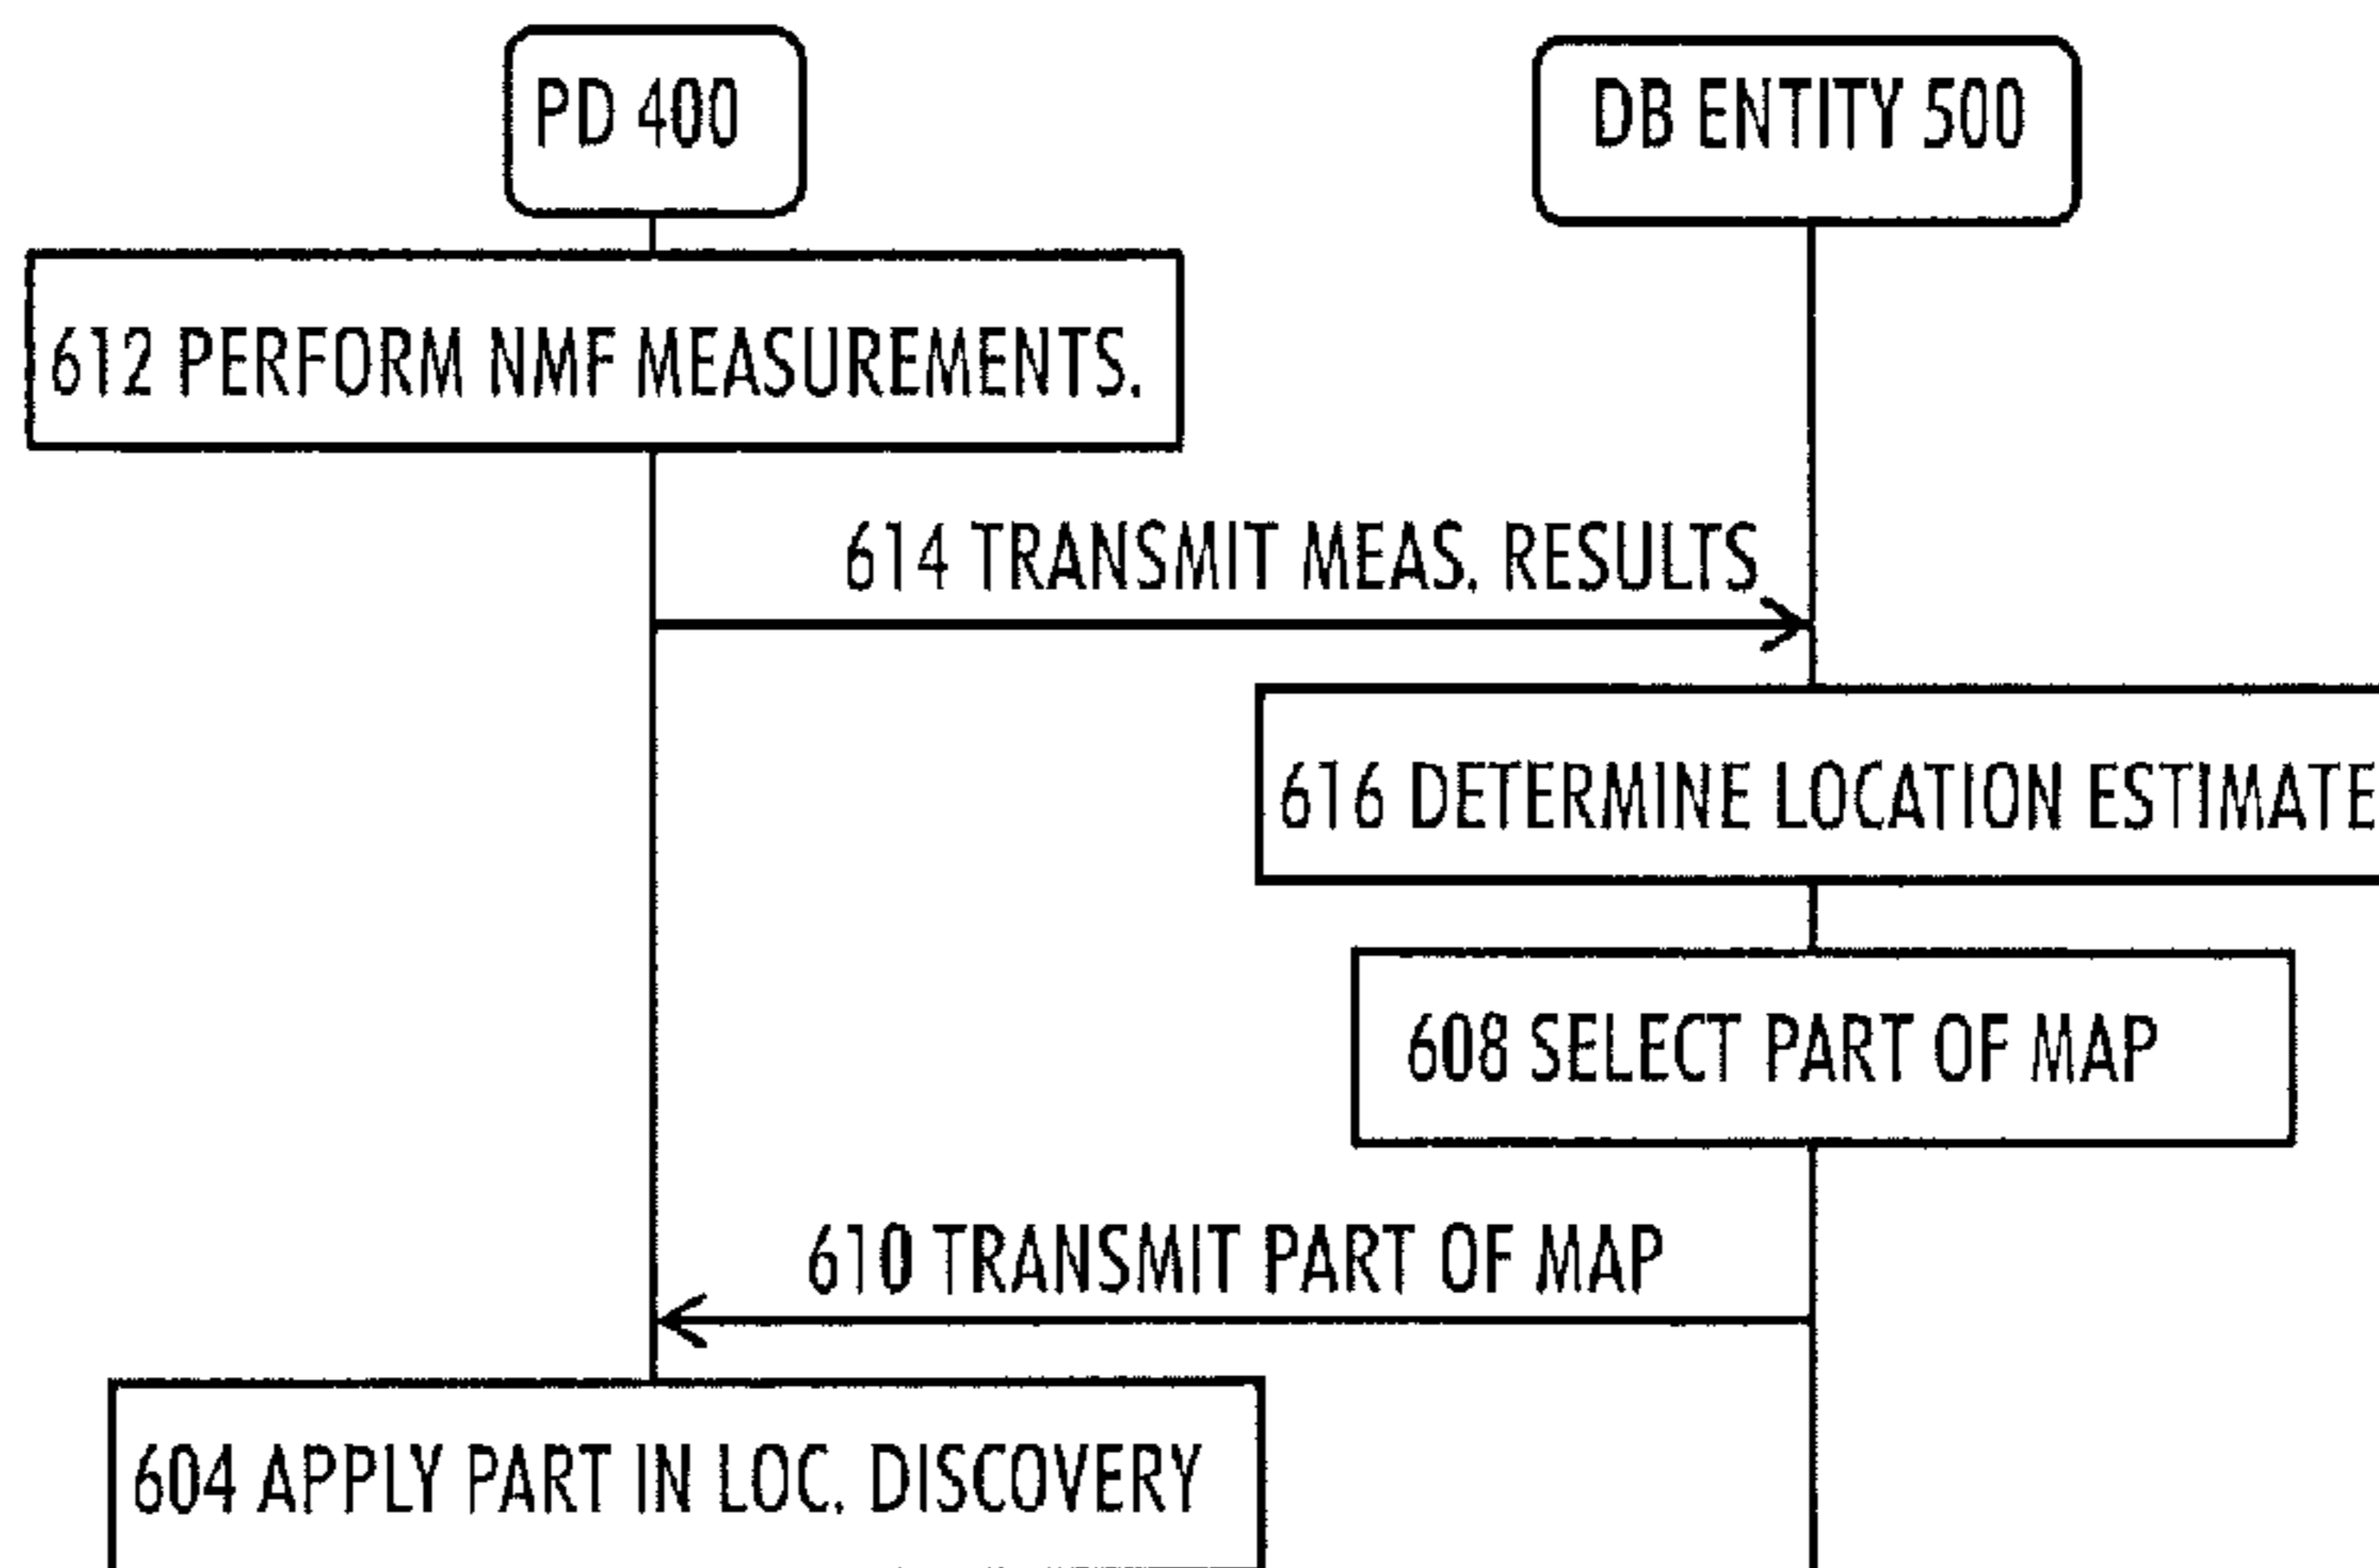 PD 400
DB ENTITY 500
612 PERFORM NMF MEASUREMENTS.
614 TRANSMIT MEAS. RESULTS
616 DETERMINE LOCATION ESTIMATE
608 SELECT PART OF MAP
610 TRANSMIT PART OF MAP
604 APPLY PART IN LOC. DISCOVERY